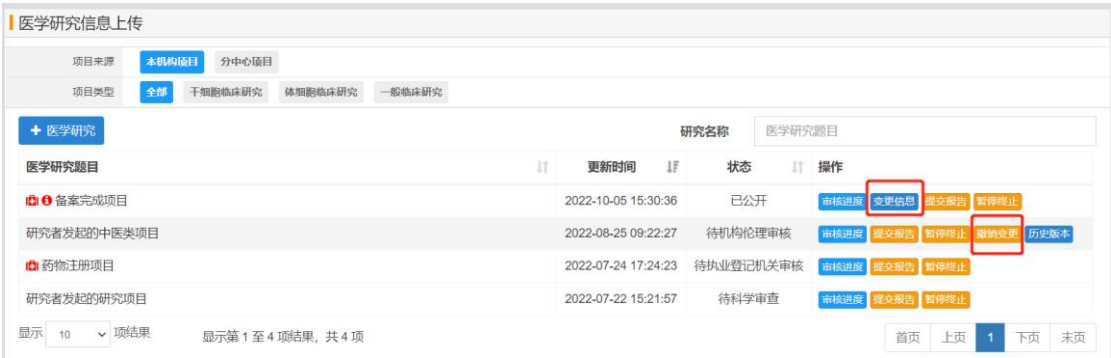 医学研究信息上传
项目来源 本机构项目 分中心项目
项目类型 全部 干细胞临床研究 体细胞临床研究 一般临床研究
+ 医学研究 研究名称 医学研究题目
医学研究题目 更新时间 状态 操作
备案完成项目 2022-10-05 15:30:36 已公开 审核进度 变更信息 提交报告 暂停终止
研究者发起的中医类项目 2022-08-25 09:22:27 待机构伦理审核 审核进度 提交报告 暂停终止 撤销变更 历史版本
药物注册项目 2022-07-24 17:24:23 待执业登记机关审核 审核进度 提交报告 暂停终止
研究者发起的研究项目 2022-07-22 15:21:57 待科学审查 审核进度 提交报告 暂停终止
显示 10 项结果 显示第 1 至 4 项结果，共 4 项 首页 上页 1 下页 末页